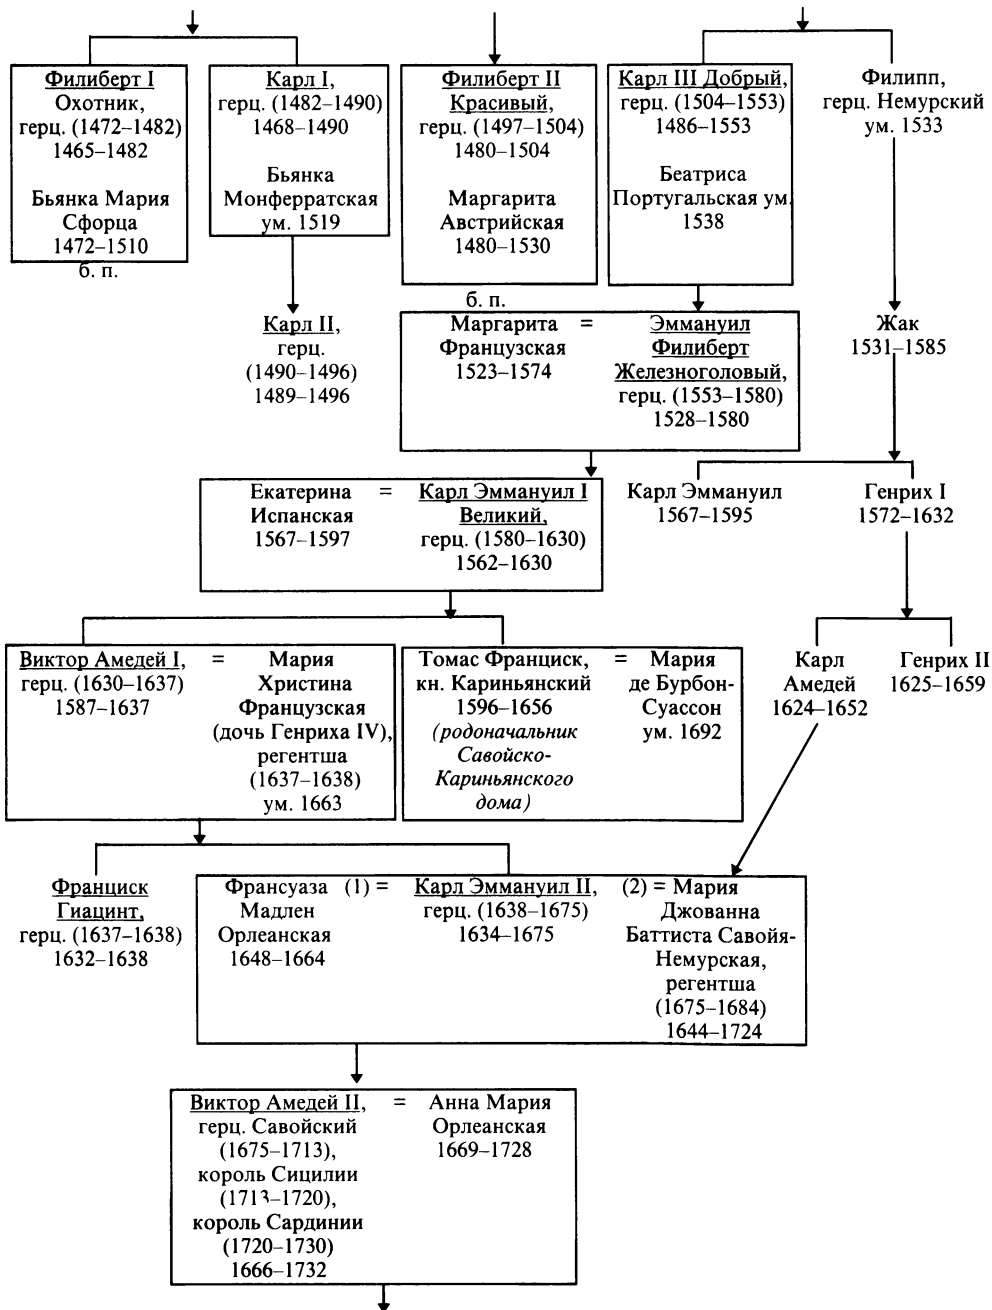 Филиберт I
Охотник,
герц. (1472–1482)
1465–1482
Бьянка Мария
Сфорца
1472–1510
б. п.
Карл I,
герц. (1482–1490)
1468–1490
Бьянка
Монферратская
ум. 1519
Филиберт II
Красивый,
герц. (1497–1504)
1480–1504
Маргарита
Австрийская
1480–1530
б. п.
Карл III Добрый,
герц. (1504–1553)
1486–1553
Беатриса
Португальская ум.
1538
Филипп,
герц. Немурский
ум. 1533
Карл II,
герц.
(1490–1496)
1489–1496
Маргарита =
Французская
1523–1574
Эммануил
Филиберт
Железноголовый,
герц. (1553–1580)
1528–1580
Жак
1531–1585
Екатерина =
Испанская
1567–1597
Карл Эммануил I
Великий,
герц. (1580–1630)
1562–1630
Карл Эммануил
1567–1595
Генрих I
1572–1632
Виктор Амедей I, =
герц. (1630–1637)
1587–1637
Мария
Христина
Французская
(дочь Генриха IV),
регентша
(1637–1638)
ум. 1663
Томас Франциск, =
кн. Кариньянский
1596–1656
(родоначальник
Савойско-
Кариньянского
дома)
Мария
де Бурбон-
Суассон
ум. 1692
Карл
Амедей
1624–1652
Генрих II
1625–1659
Франциск
Гиацинт,
герц. (1637–1638)
1632–1638
Франсуаза (1) =
Мадлен
Орлеанская
1648–1664
Карл Эммануил II,
герц. (1638–1675)
1634–1675
(2) = Мария
Джованна
Баттиста Савойя-
Немурская,
регентша
(1675–1684)
1644–1724
Виктор Амедей II, =
герц. Савойский
(1675–1713),
король Сицилии
(1713–1720),
король Сардинии
(1720–1730)
1666–1732
Анна Мария
Орлеанская
1669–1728